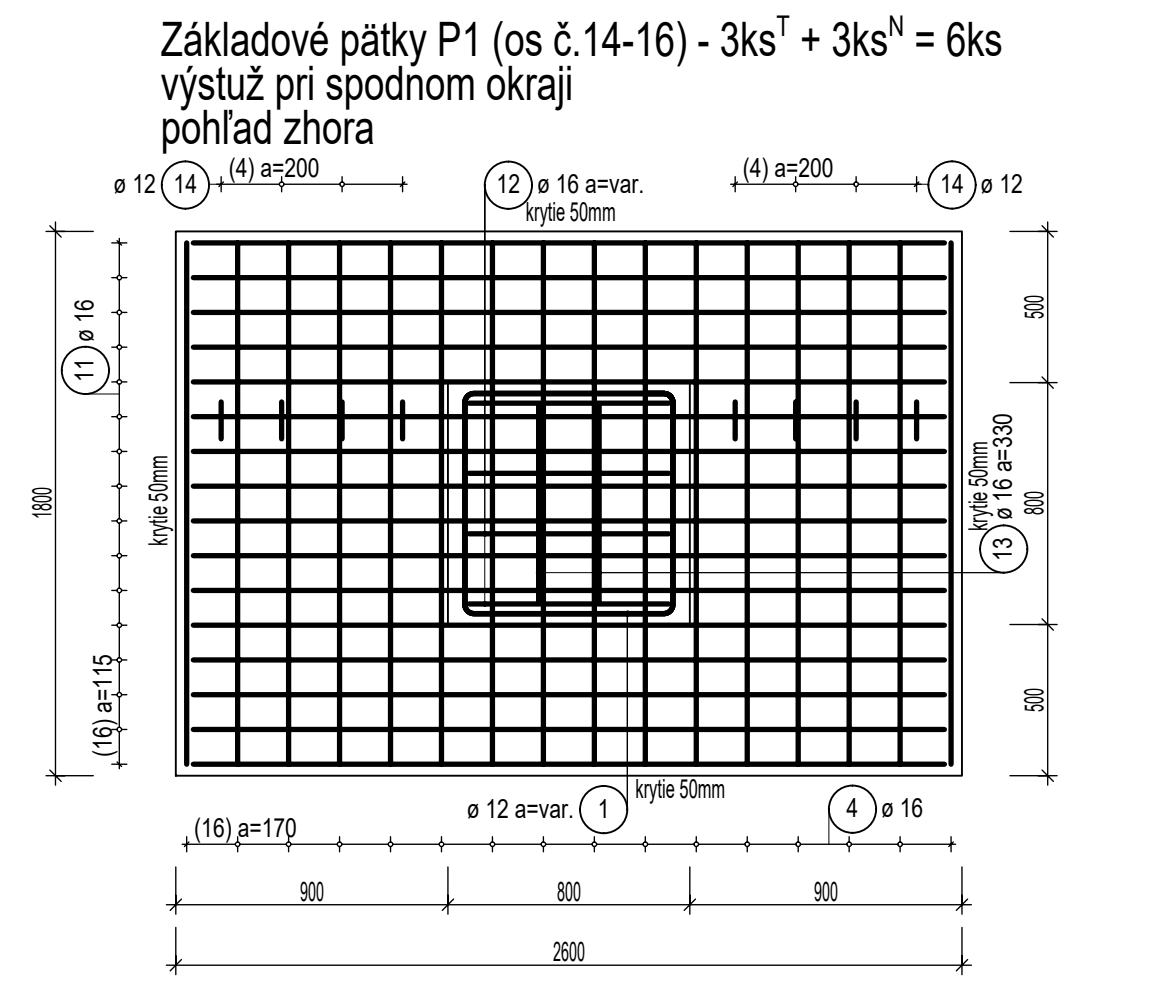 Základové pätky P1 (os č.14-16) - 3ksᵀ + 3ksᴺ = 6ks
výstuž pri spodnom okraji
pohľad zhora
ø 12 14 (4) a=200
12 ø 16 a=var.
krytie 50mm
(4) a=200 14 ø 12
1800
11 ø 16
(16) a=115
krytie 50mm
500
800
500
krytie 50mm
13 ø 16 a=330
krytie 50mm
ø 12 a=var. 1
4 ø 16
(16) a=170
900 800 900
2600